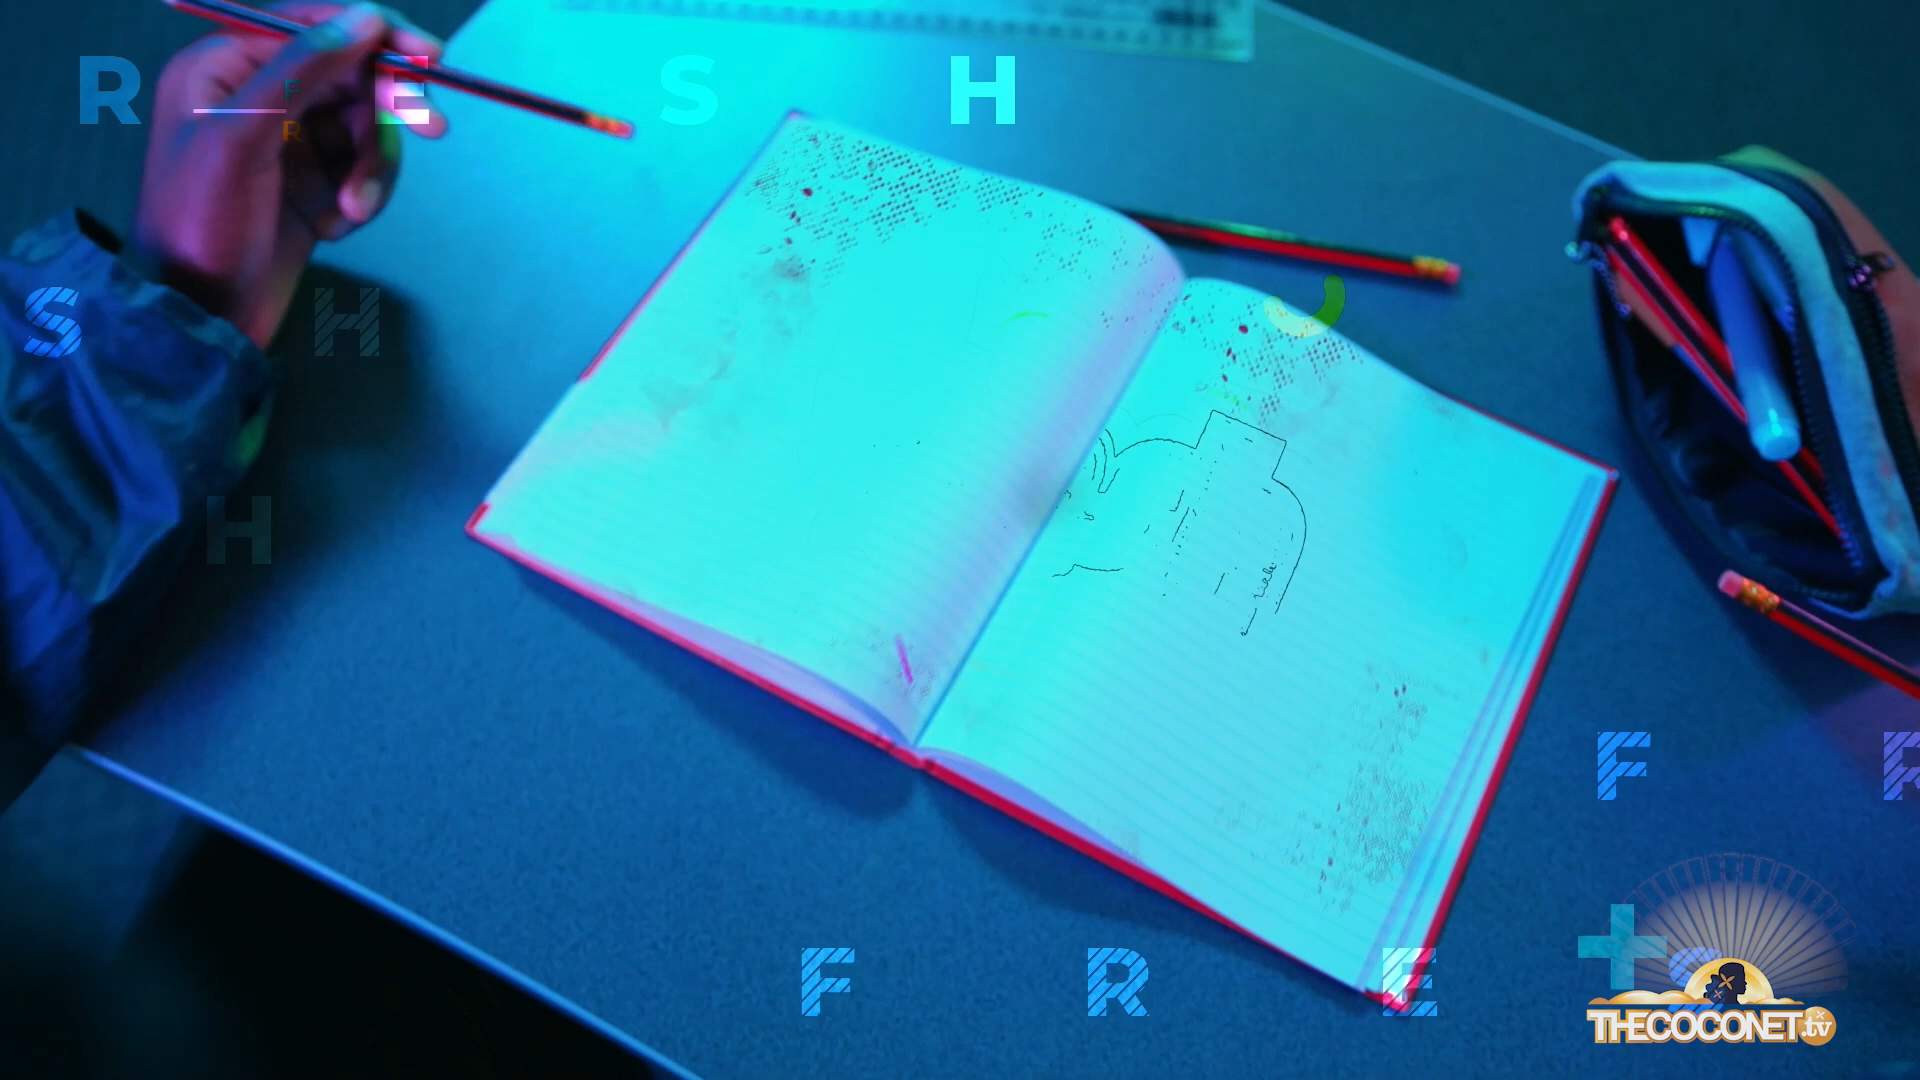 R E S H
F
R
S H
H
F R
F R E S
THECOCONET.tv